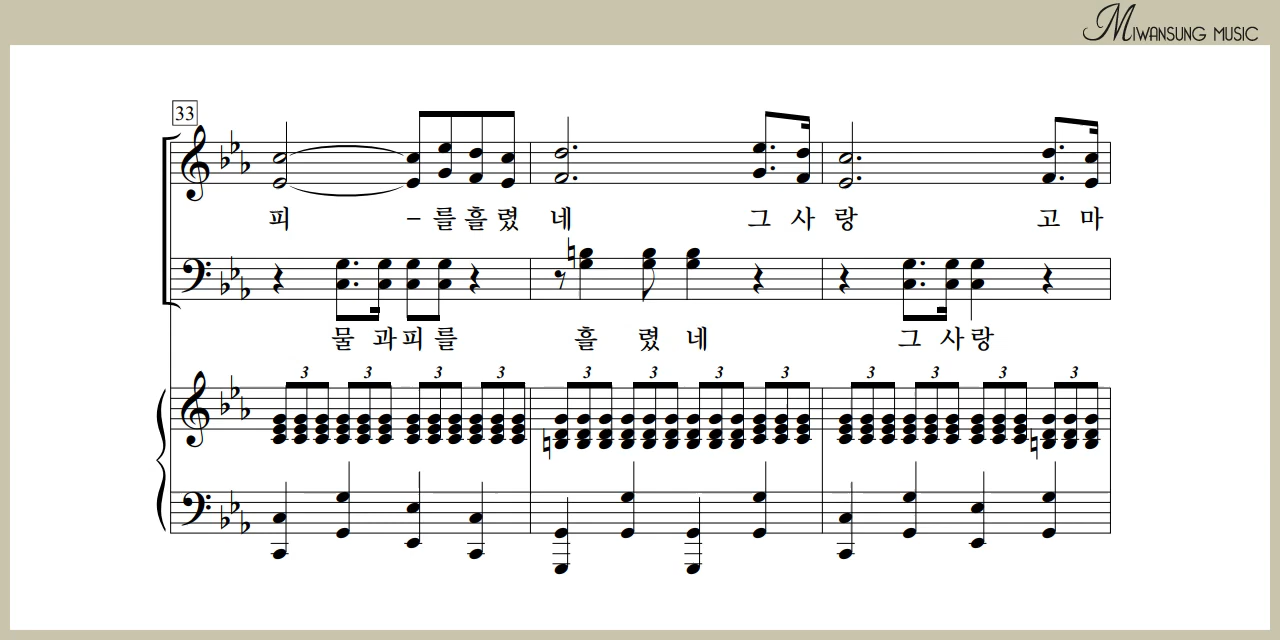 MIWANSUNG MUSIC
33
피 – 를 흘 렸 네 그 사 랑 고 마
물 과 피 를 흘 렸 네 그 사 랑
3 3 3 3 3 3 3 3 3 3 3 3